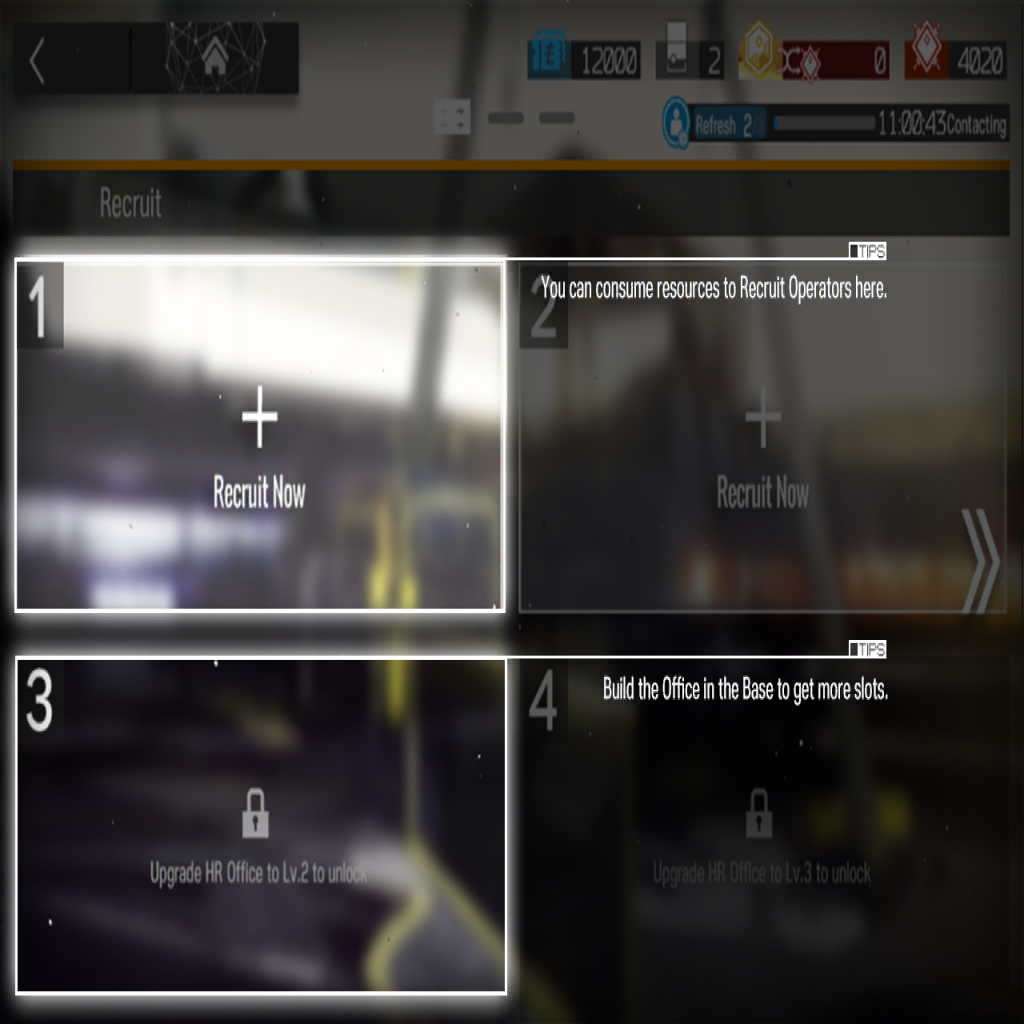 12000
2
0
4020
Refresh 2/3
11:00:43 Contacting
Recruit
TIPS
1
2
You can consume resources to Recruit Operators here.
Recruit Now
Recruit Now
TIPS
3
4
Build the Office in the Base to get more slots.
Upgrade HR Office to Lv.2 to unlock
Upgrade HR Office to Lv.3 to unlock